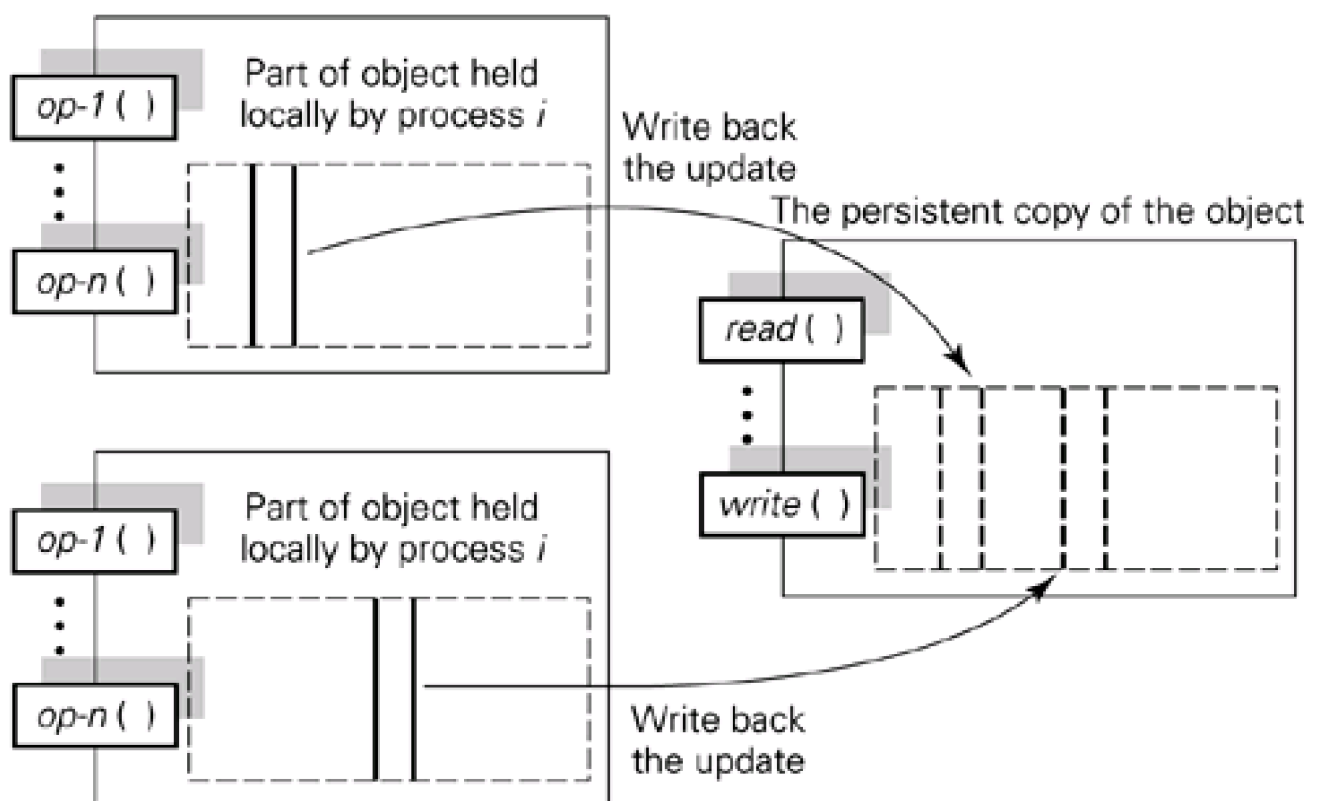 Part of object held
locally by process i
op-1 ( )
op-n ( )
Write back
the update
The persistent copy of the object
read ( )
write ( )
Part of object held
locally by process i
op-1 ( )
op-n ( )
Write back
the update